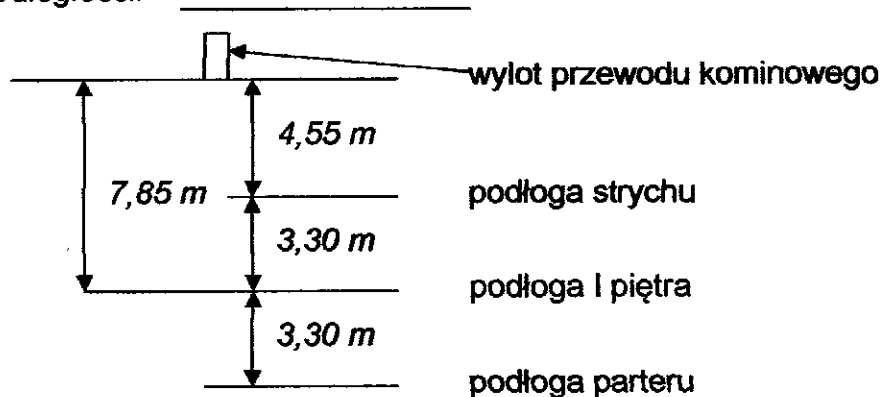 wylot przewodu kominowego
4,55 m
7,85 m
podłoga strychu
3,30 m
podłoga I piętra
3,30 m
podłoga parteru